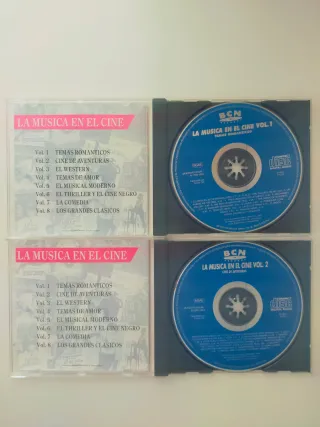 LA MUSICA EN EL CINE
Vol. 1 TEMAS ROMANTICOS
Vol. 2 CINE DE AVENTURAS
Vol. 3 EL WESTERN
Vol. 4 TEMAS DE AMOR
Vol. 5 EL MUSICAL MODERNO
Vol. 6 EL THRILLER Y EL CINE NEGRO
Vol. 7 LA COMEDIA
Vol. 8 LOS GRANDES CLASICOS
BCN
LA MUSICA EN EL CINE VOL. 1
TEMAS ROMANTICOS
LA MUSICA EN EL CINE
Vol. 1 TEMAS ROMANTICOS
Vol. 2 CINE DE AVENTURAS
Vol. 3 EL WESTERN
Vol. 4 TEMAS DE AMOR
Vol. 5 EL MUSICAL MODERNO
Vol. 6 EL THRILLER Y EL CINE NEGRO
Vol. 7 LA COMEDIA
Vol. 8 LOS GRANDES CLASICOS
BCN
LA MUSICA EN EL CINE VOL. 2
CINE DE AVENTURAS